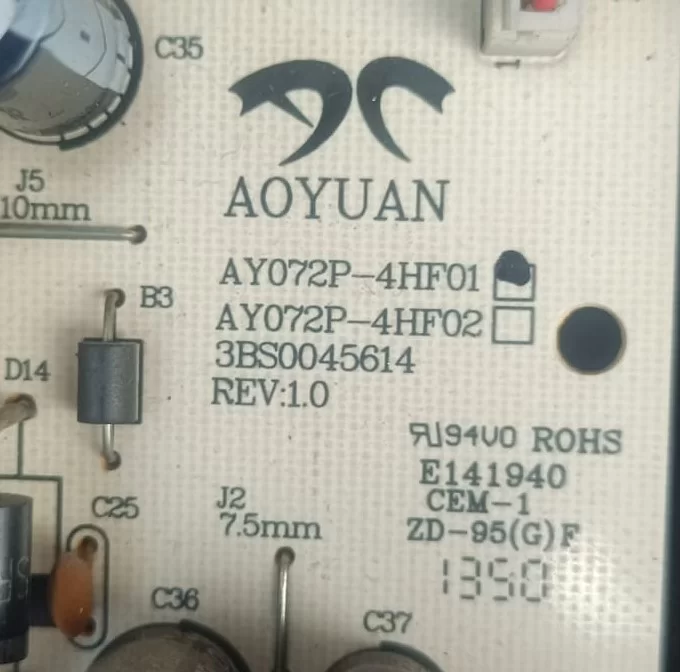 C35
J5
10mm
AOYUAN
AY072P-4HF01
B3
AY072P-4HF02
3BS0045614
D14
REV:1.0
94V0 ROHS
E141940
CEM-1
C25
J2
7.5mm
ZD-95(G)F
1350
C36
C37